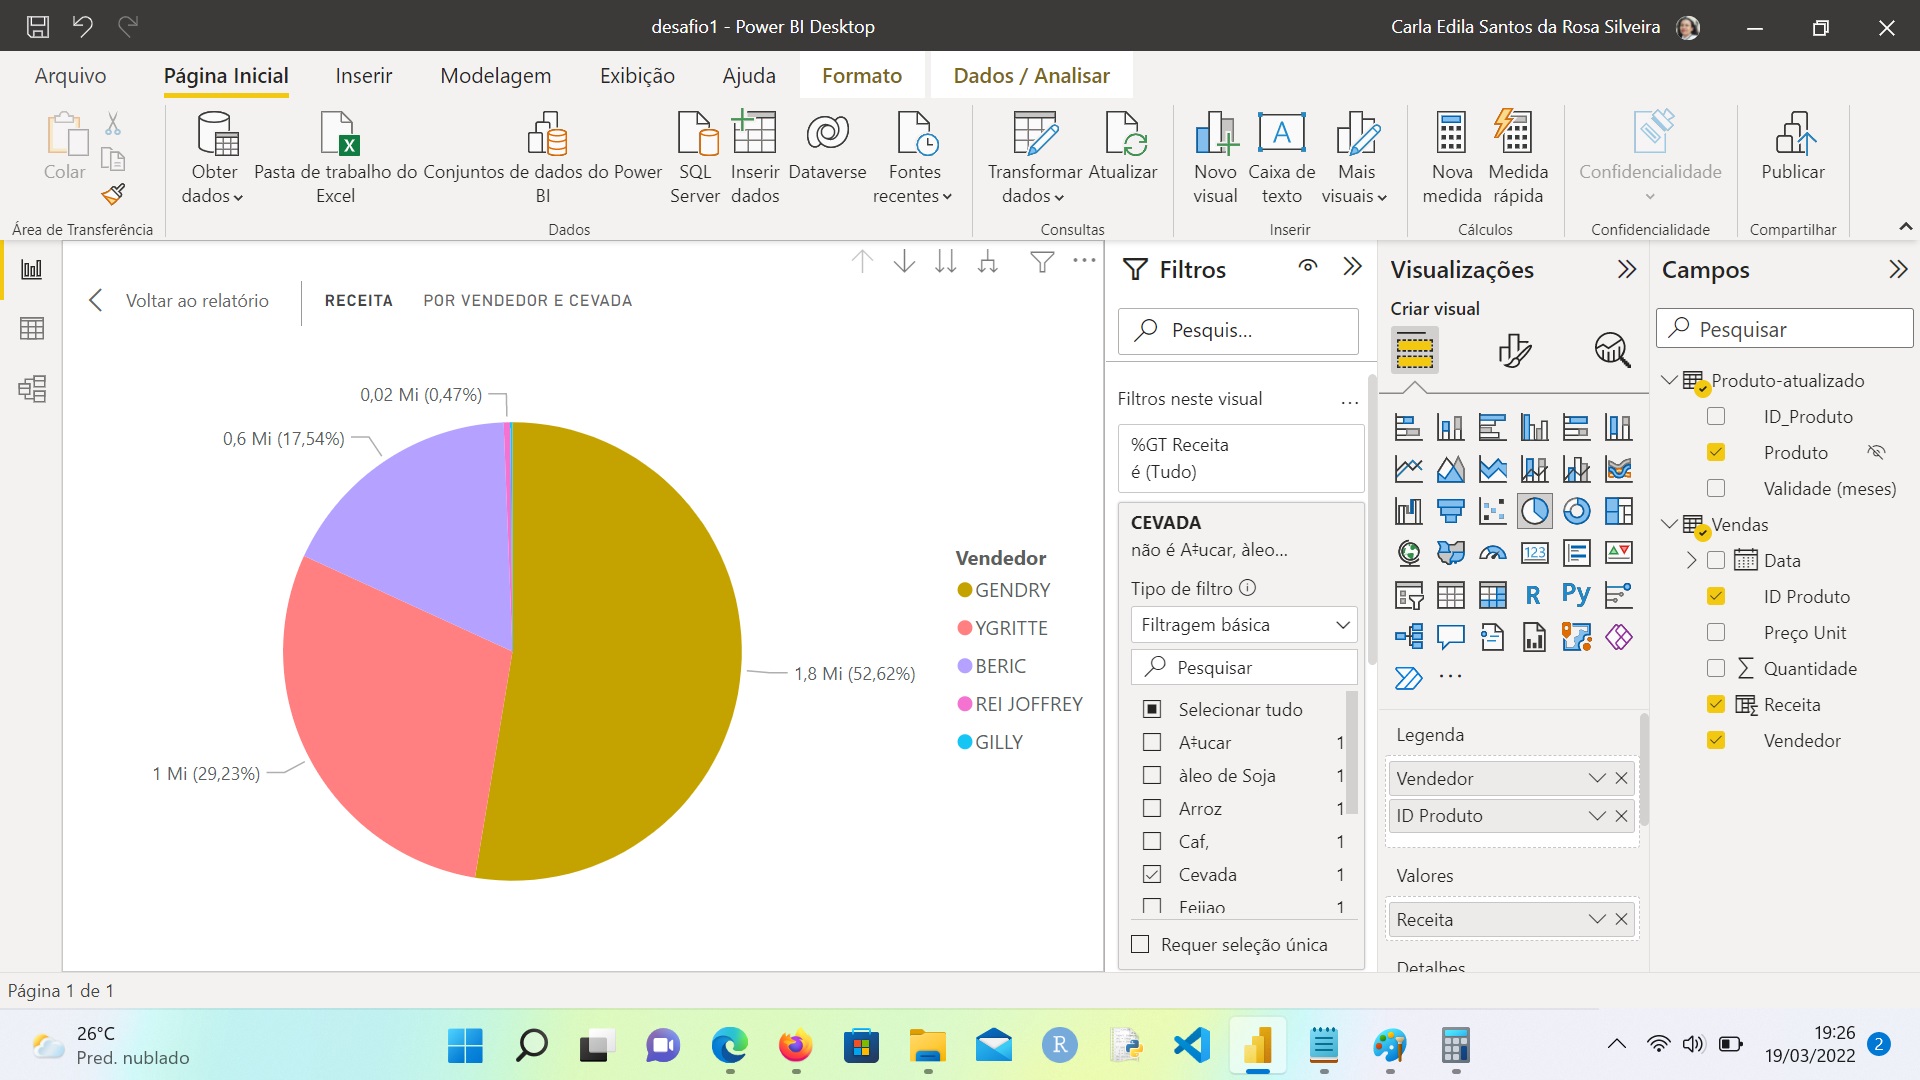 desafio1 - Power BI Desktop
Carla Edila Santos da Rosa Silveira
Arquivo
Página Inicial
Inserir
Modelagem
Exibição
Ajuda
Formato
Dados / Analisar
Colar
Obter dados
Pasta de trabalho do Excel
Conjuntos de dados do Power BI
SQL Server
Inserir dados
Dataverse
Fontes recentes
Transformar dados
Atualizar
Novo visual
A
Caixa de texto
Mais visuais
Nova medida
Medida rápida
Confidencialidade
Publicar
Área de Transferência
Dados
Consultas
Inserir
Cálculos
Confidencialidade
Compartilhar
Voltar ao relatório
RECEITA
POR VENDEDOR E CEVADA
0,02 Mi (0,47%)
0,6 Mi (17,54%)
1,8 Mi (52,62%)
1 Mi (29,23%)
Vendedor
GENDRY
YGRITTE
BERIC
REI JOFFREY
GILLY
Filtros
Pesquis...
Filtros neste visual
...
%GT Receita
é (Tudo)
CEVADA
não é A‡ucar, àleo...
Tipo de filtro
Filtragem básica
Pesquisar
Selecionar tudo
A‡ucar 1
àleo de Soja 1
Arroz 1
Caf‚ 1
Cevada 1
Feijao 1
Requer seleção única
Visualizações
Criar visual
123
R
Py
...
Legenda
Vendedor
ID Produto
Valores
Receita
Detalhes
Campos
Pesquisar
Produto-atualizado
ID_Produto
Produto
Validade (meses)
Vendas
Data
ID Produto
Preço Unit
Quantidade
Receita
Vendedor
Página 1 de 1
26°C
Pred. nublado
R
19:26
19/03/2022
2